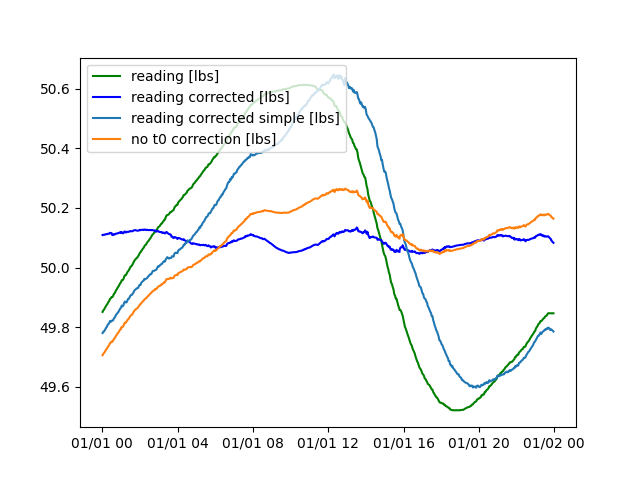 reading [lbs]
reading corrected [lbs]
reading corrected simple [lbs]
no t0 correction [lbs]
50.6
50.4
50.2
50.0
49.8
49.6
01/01 00 01/01 04 01/01 08 01/01 12 01/01 16 01/01 20 01/02 00